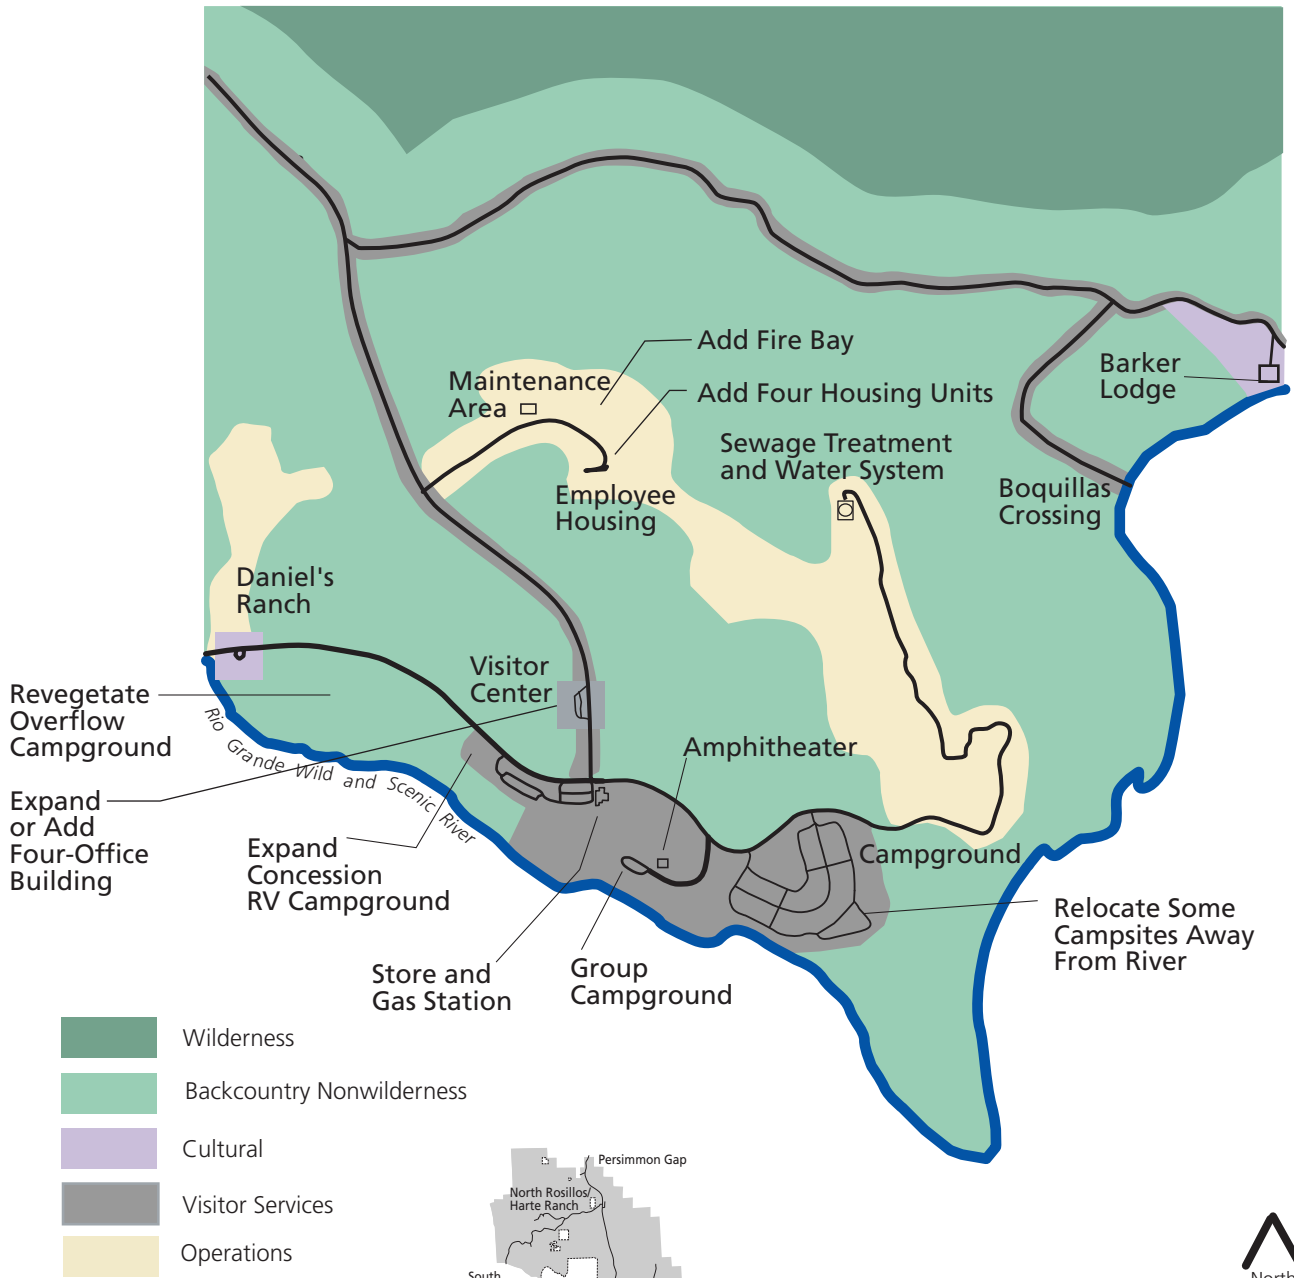 Add Fire Bay
Maintenance
Area
Add Four Housing Units
Barker
Lodge
Sewage Treatment
and Water System
Employee
Housing
Boquillas
Crossing
Daniel's
Ranch
Visitor
Center
Revegetate
Overflow
Campground
Rio Grande Wild and Scenic River
Amphitheater
Expand
or Add
Four-Office
Building
Expand
Concession
RV Campground
Campground
Relocate Some
Campsites Away
From River
Store and
Gas Station
Group
Campground
Wilderness
Backcountry Nonwilderness
Cultural
Visitor Services
Operations
Persimmon Gap
North Rosillos/
Harte Ranch
South
North